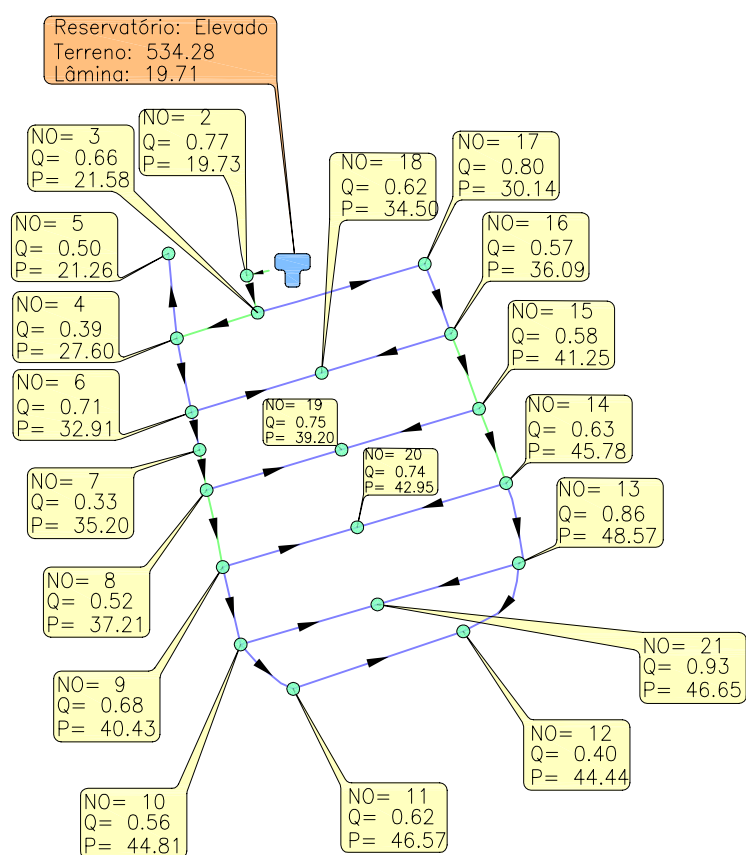 Reservatório: Elevado
Terreno: 534.28
Lâmina: 19.71
NO= 2
Q= 0.77
P= 19.73
NO= 3
Q= 0.66
P= 21.58
NO= 17
Q= 0.80
P= 30.14
NO= 18
Q= 0.62
P= 34.50
NO= 5
Q= 0.50
P= 21.26
NO= 16
Q= 0.57
P= 36.09
NO= 4
Q= 0.39
P= 27.60
NO= 15
Q= 0.58
P= 41.25
NO= 6
Q= 0.71
P= 32.91
NO= 19
Q= 0.75
P= 39.20
NO= 14
Q= 0.63
P= 45.78
NO= 20
Q= 0.74
P= 42.95
NO= 7
Q= 0.33
P= 35.20
NO= 13
Q= 0.86
P= 48.57
NO= 8
Q= 0.52
P= 37.21
NO= 21
Q= 0.93
P= 46.65
NO= 9
Q= 0.68
P= 40.43
NO= 12
Q= 0.40
P= 44.44
NO= 10
Q= 0.56
P= 44.81
NO= 11
Q= 0.62
P= 46.57